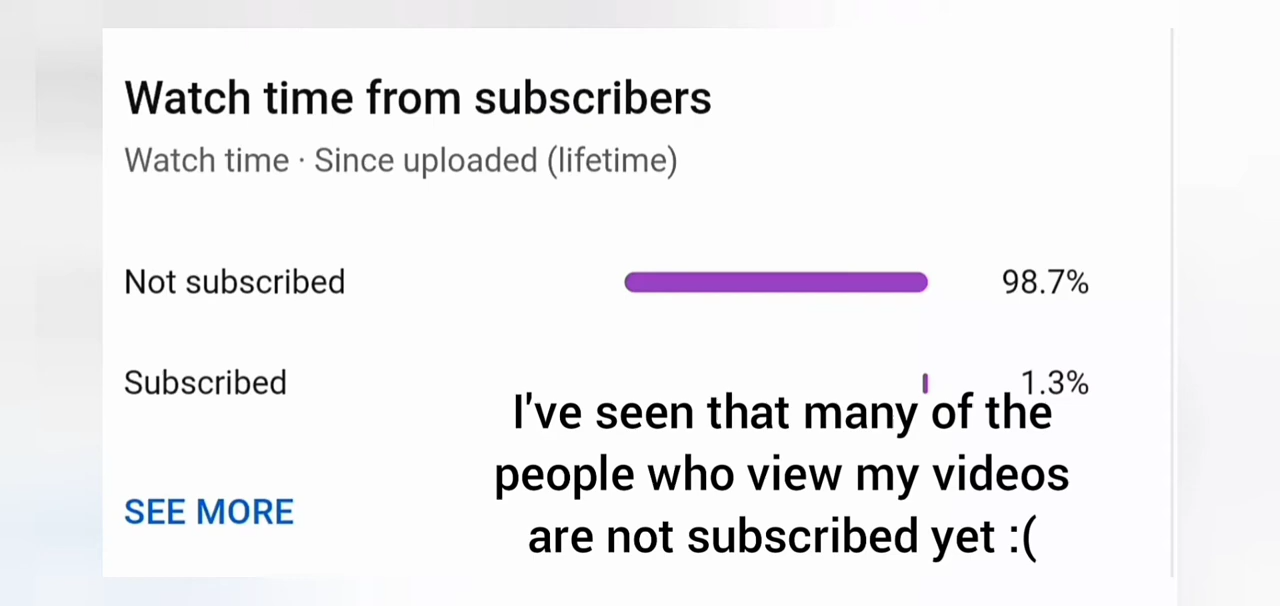 Watch time from subscribers
Watch time · Since uploaded (lifetime)
Not subscribed 98.7%
Subscribed 1.3%
I've seen that many of the
people who view my videos
SEE MORE
are not subscribed yet :(